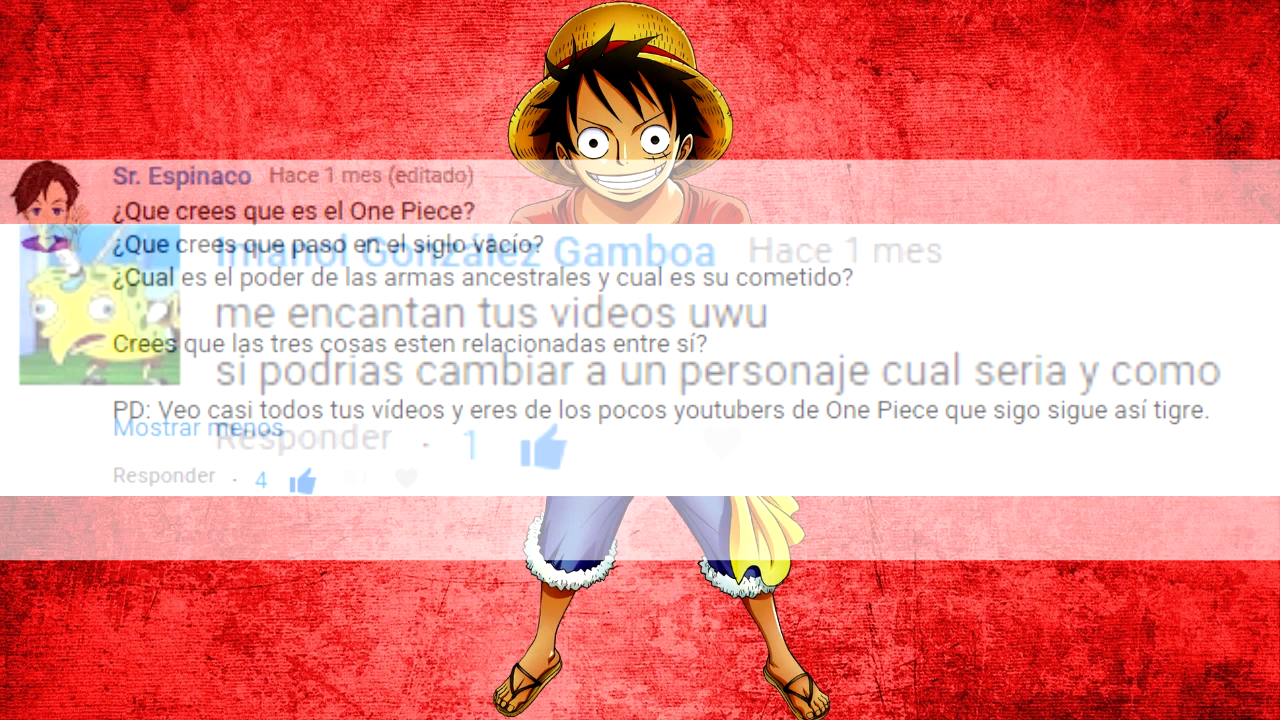 Sr. Espinaco Hace 1 mes (editado)
¿Que crees que es el One Piece?
¿Que crees que paso en el siglo vacío?
¿Cual es el poder de las armas ancestrales y cual es su cometido?
Crees que las tres cosas esten relacionadas entre sí?
PD: Veo casi todos tus vídeos y eres de los pocos youtubers de One Piece que sigo sigue así tigre.
Mostrar menos
Responder · 4
Imanol González Gamboa Hace 1 mes
me encantan tus videos uwu
si podrias cambiar a un personaje cual seria y como
Responder · 1